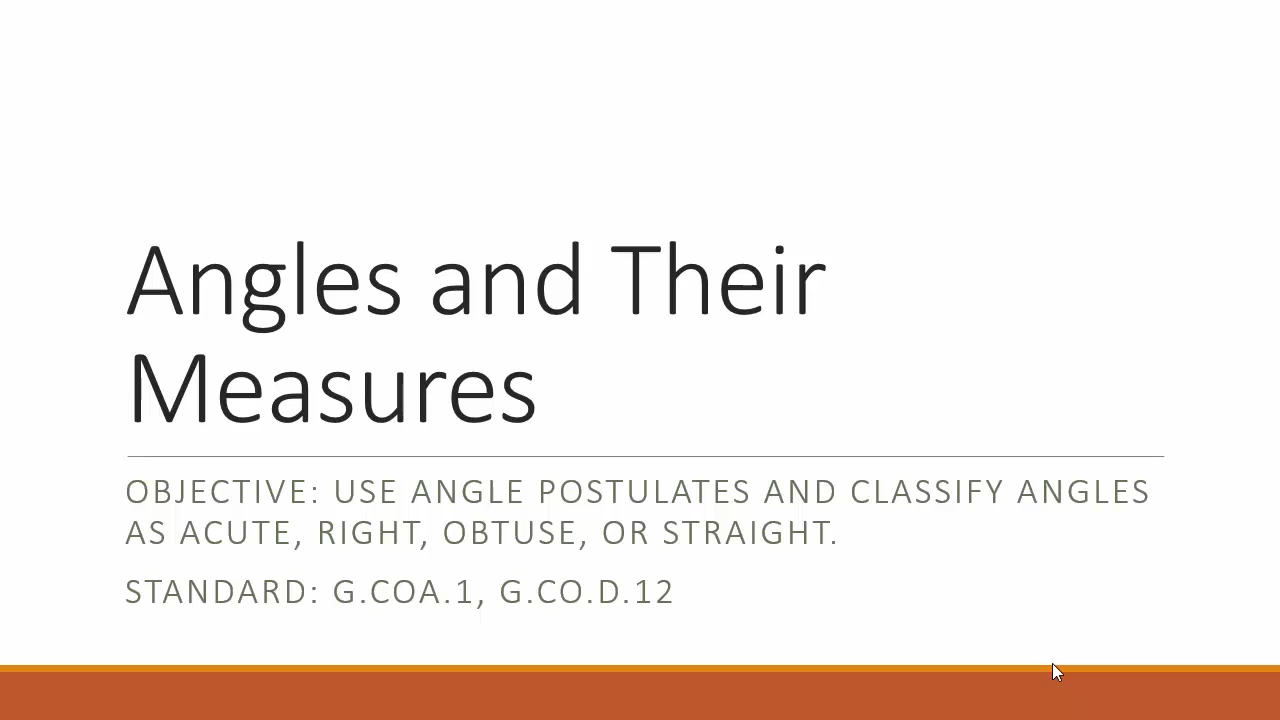 Angles and Their
Measures
OBJECTIVE: USE ANGLE POSTULATES AND CLASSIFY ANGLES
AS ACUTE, RIGHT, OBTUSE, OR STRAIGHT.
STANDARD: G.COA.1, G.CO.D.12